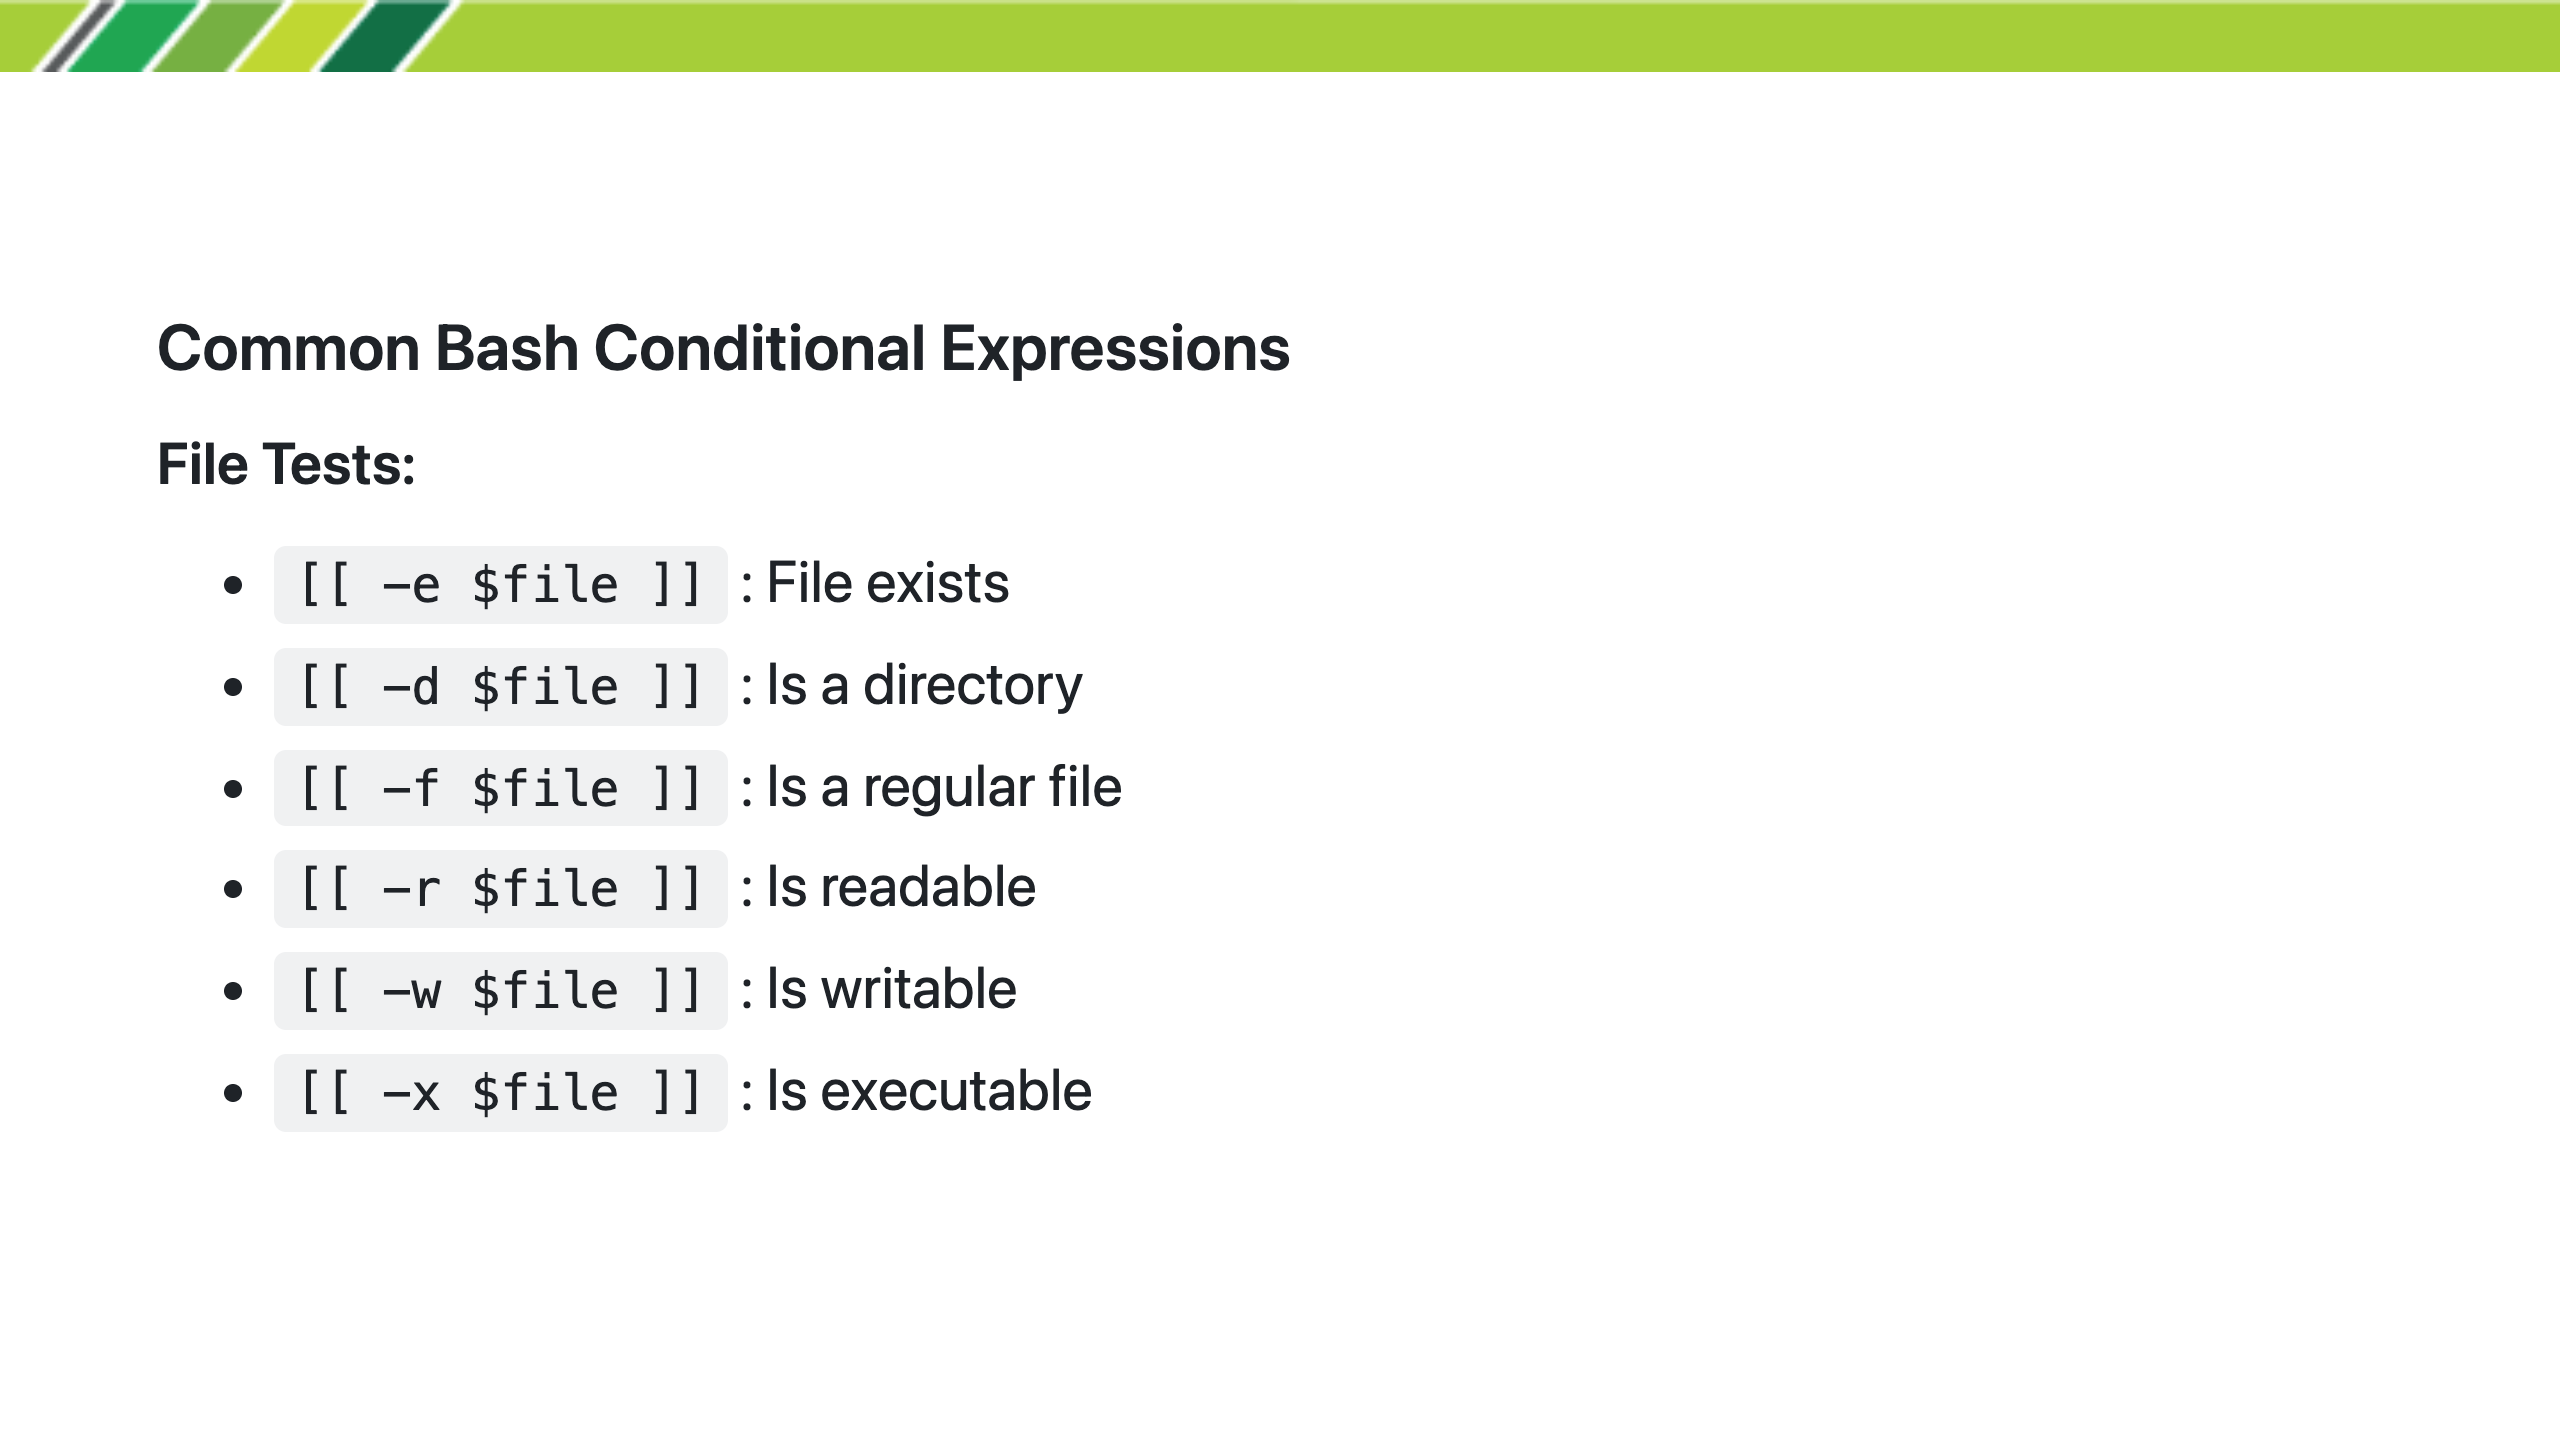 Common Bash Conditional Expressions
File Tests:
• [[ -e $file ]] : File exists
• [[ -d $file ]] : Is a directory
• [[ -f $file ]] : Is a regular file
• [[ -r $file ]] : Is readable
• [[ -w $file ]] : Is writable
• [[ -x $file ]] : Is executable